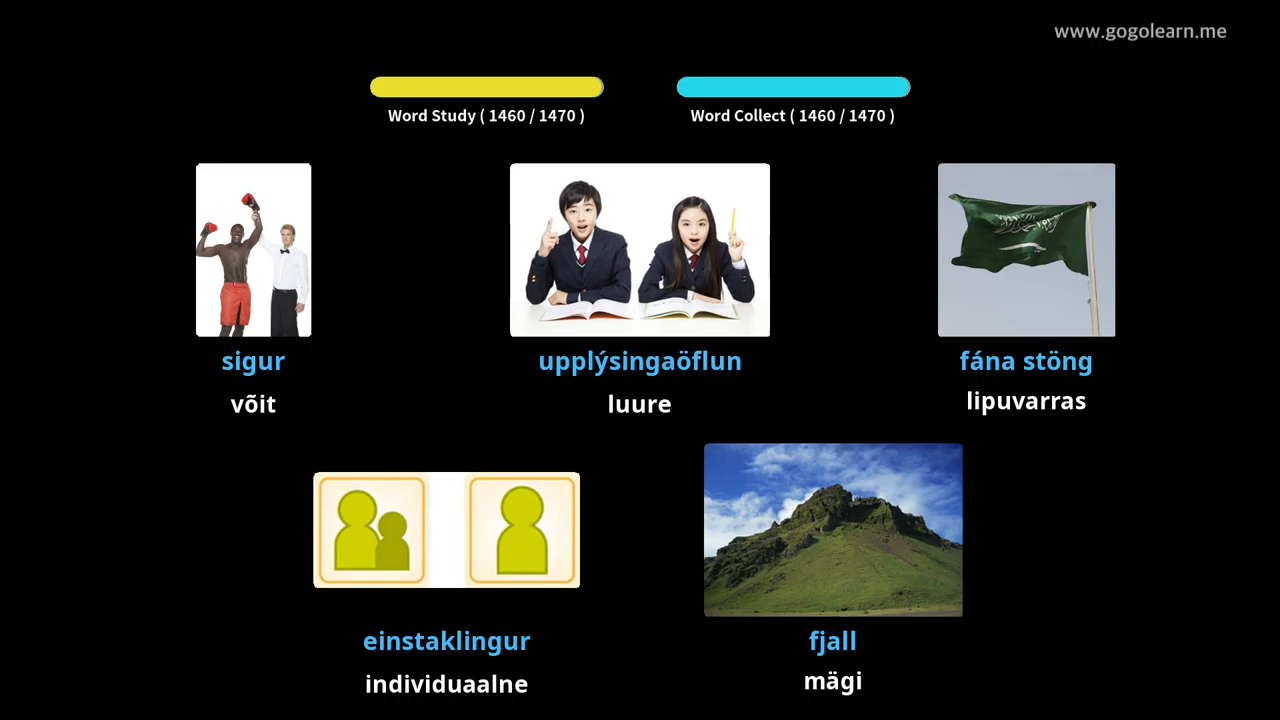 www.gogolearn.me
Word Study ( 1460 / 1470 )
Word Collect ( 1460 / 1470 )
sigur
võit
upplýsingaöflun
luure
fána stöng
lipuvarras
einstaklingur
individuaalne
fjall
mägi